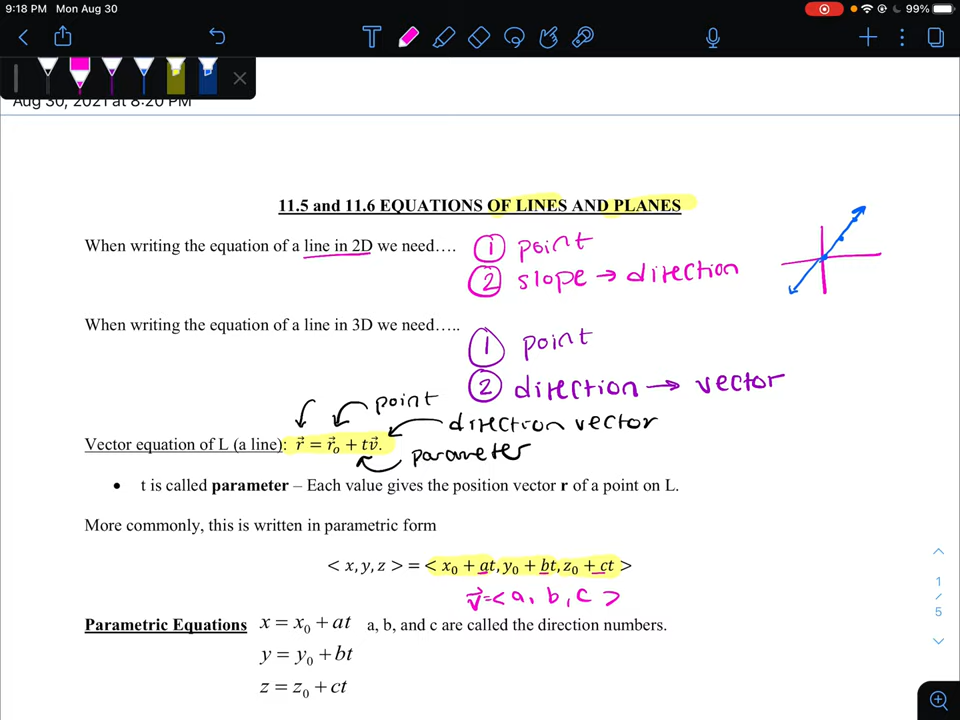 9:18 PM Mon Aug 30
99%
Aug 30, 2021 at 8:20 PM
11.5 and 11.6 EQUATIONS OF LINES AND PLANES
When writing the equation of a line in 2D we need…. ① point
② slope → direction
When writing the equation of a line in 3D we need…..
① point
② direction → vector
point
direction vector
Vector equation of L (a line): r⃗ = r⃗₀ + tv⃗.
parameter
• t is called parameter – Each value gives the position vector r of a point on L.
More commonly, this is written in parametric form
< x, y, z > = < x₀ + at, y₀ + bt, z₀ + ct >
v⃗ = < a, b, c >
Parametric Equations x = x₀ + at a, b, and c are called the direction numbers.
y = y₀ + bt
z = z₀ + ct
1
/
5